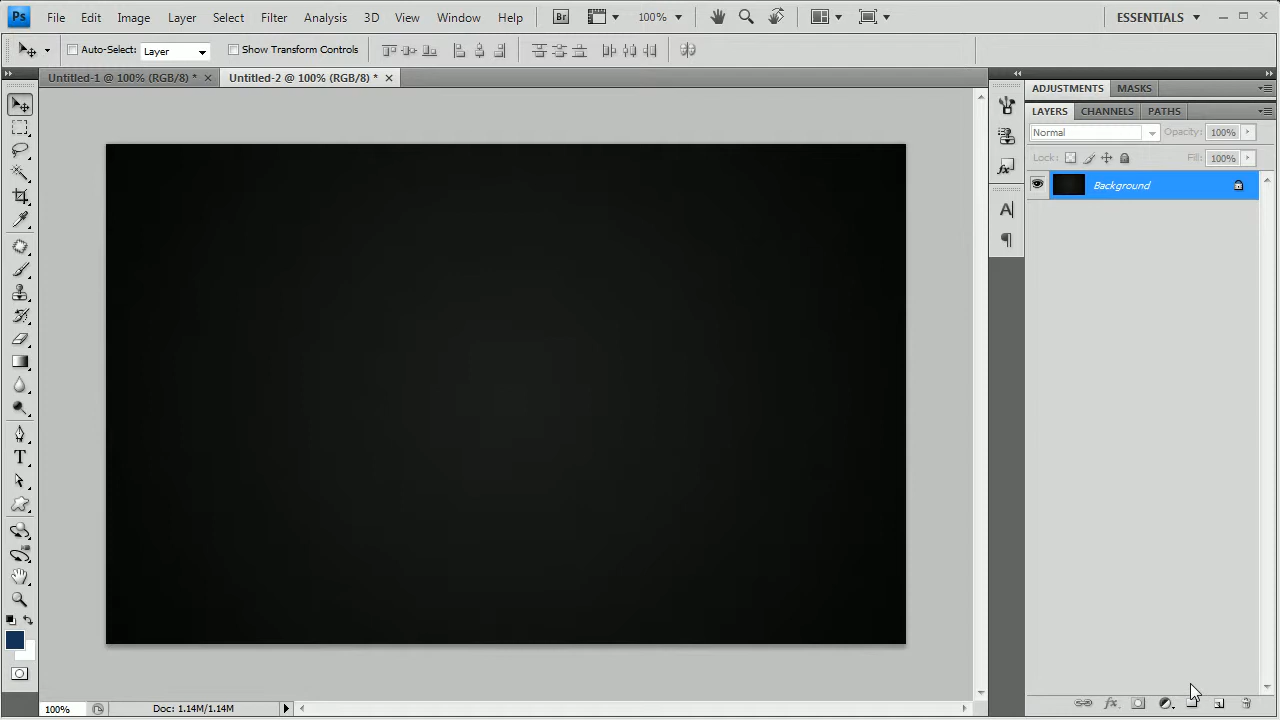 Ps File Edit Image Layer Select Filter Analysis 3D View Window Help Br 100% ESSENTIALS
Auto-Select: Layer Show Transform Controls
Untitled-1 @ 100% (RGB/8) * Untitled-2 @ 100% (RGB/8) *
ADJUSTMENTS MASKS
LAYERS CHANNELS PATHS
Normal Opacity: 100%
Lock: Fill: 100%
Background
100% Doc: 1.14M/1.14M